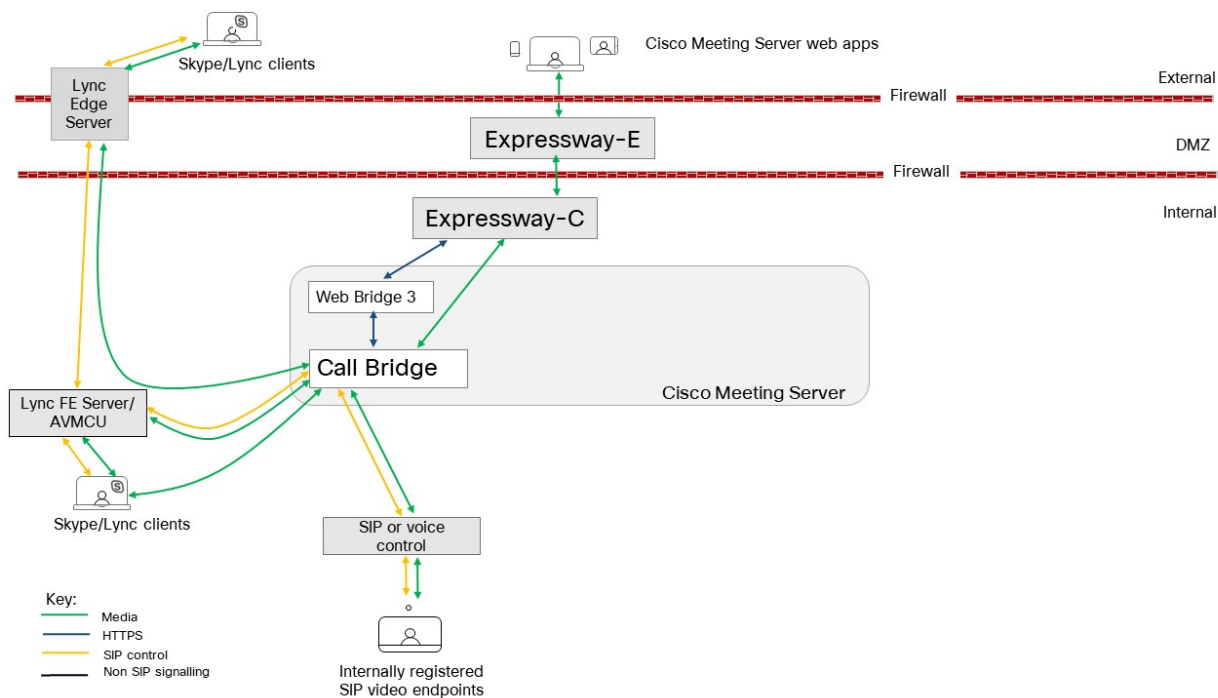 S
Skype/Lync clients
Cisco Meeting Server web apps
Lync
Edge
Server
External
Firewall
Expressway-E
DMZ
Firewall
Expressway-C
Internal
Web Bridge 3
Call Bridge
Cisco Meeting Server
Lync FE Server/
AVMCU
S
Skype/Lync clients
SIP or voice
control
Key:
Media
HTTPS
SIP control
Non SIP signalling
Internally registered
SIP video endpoints